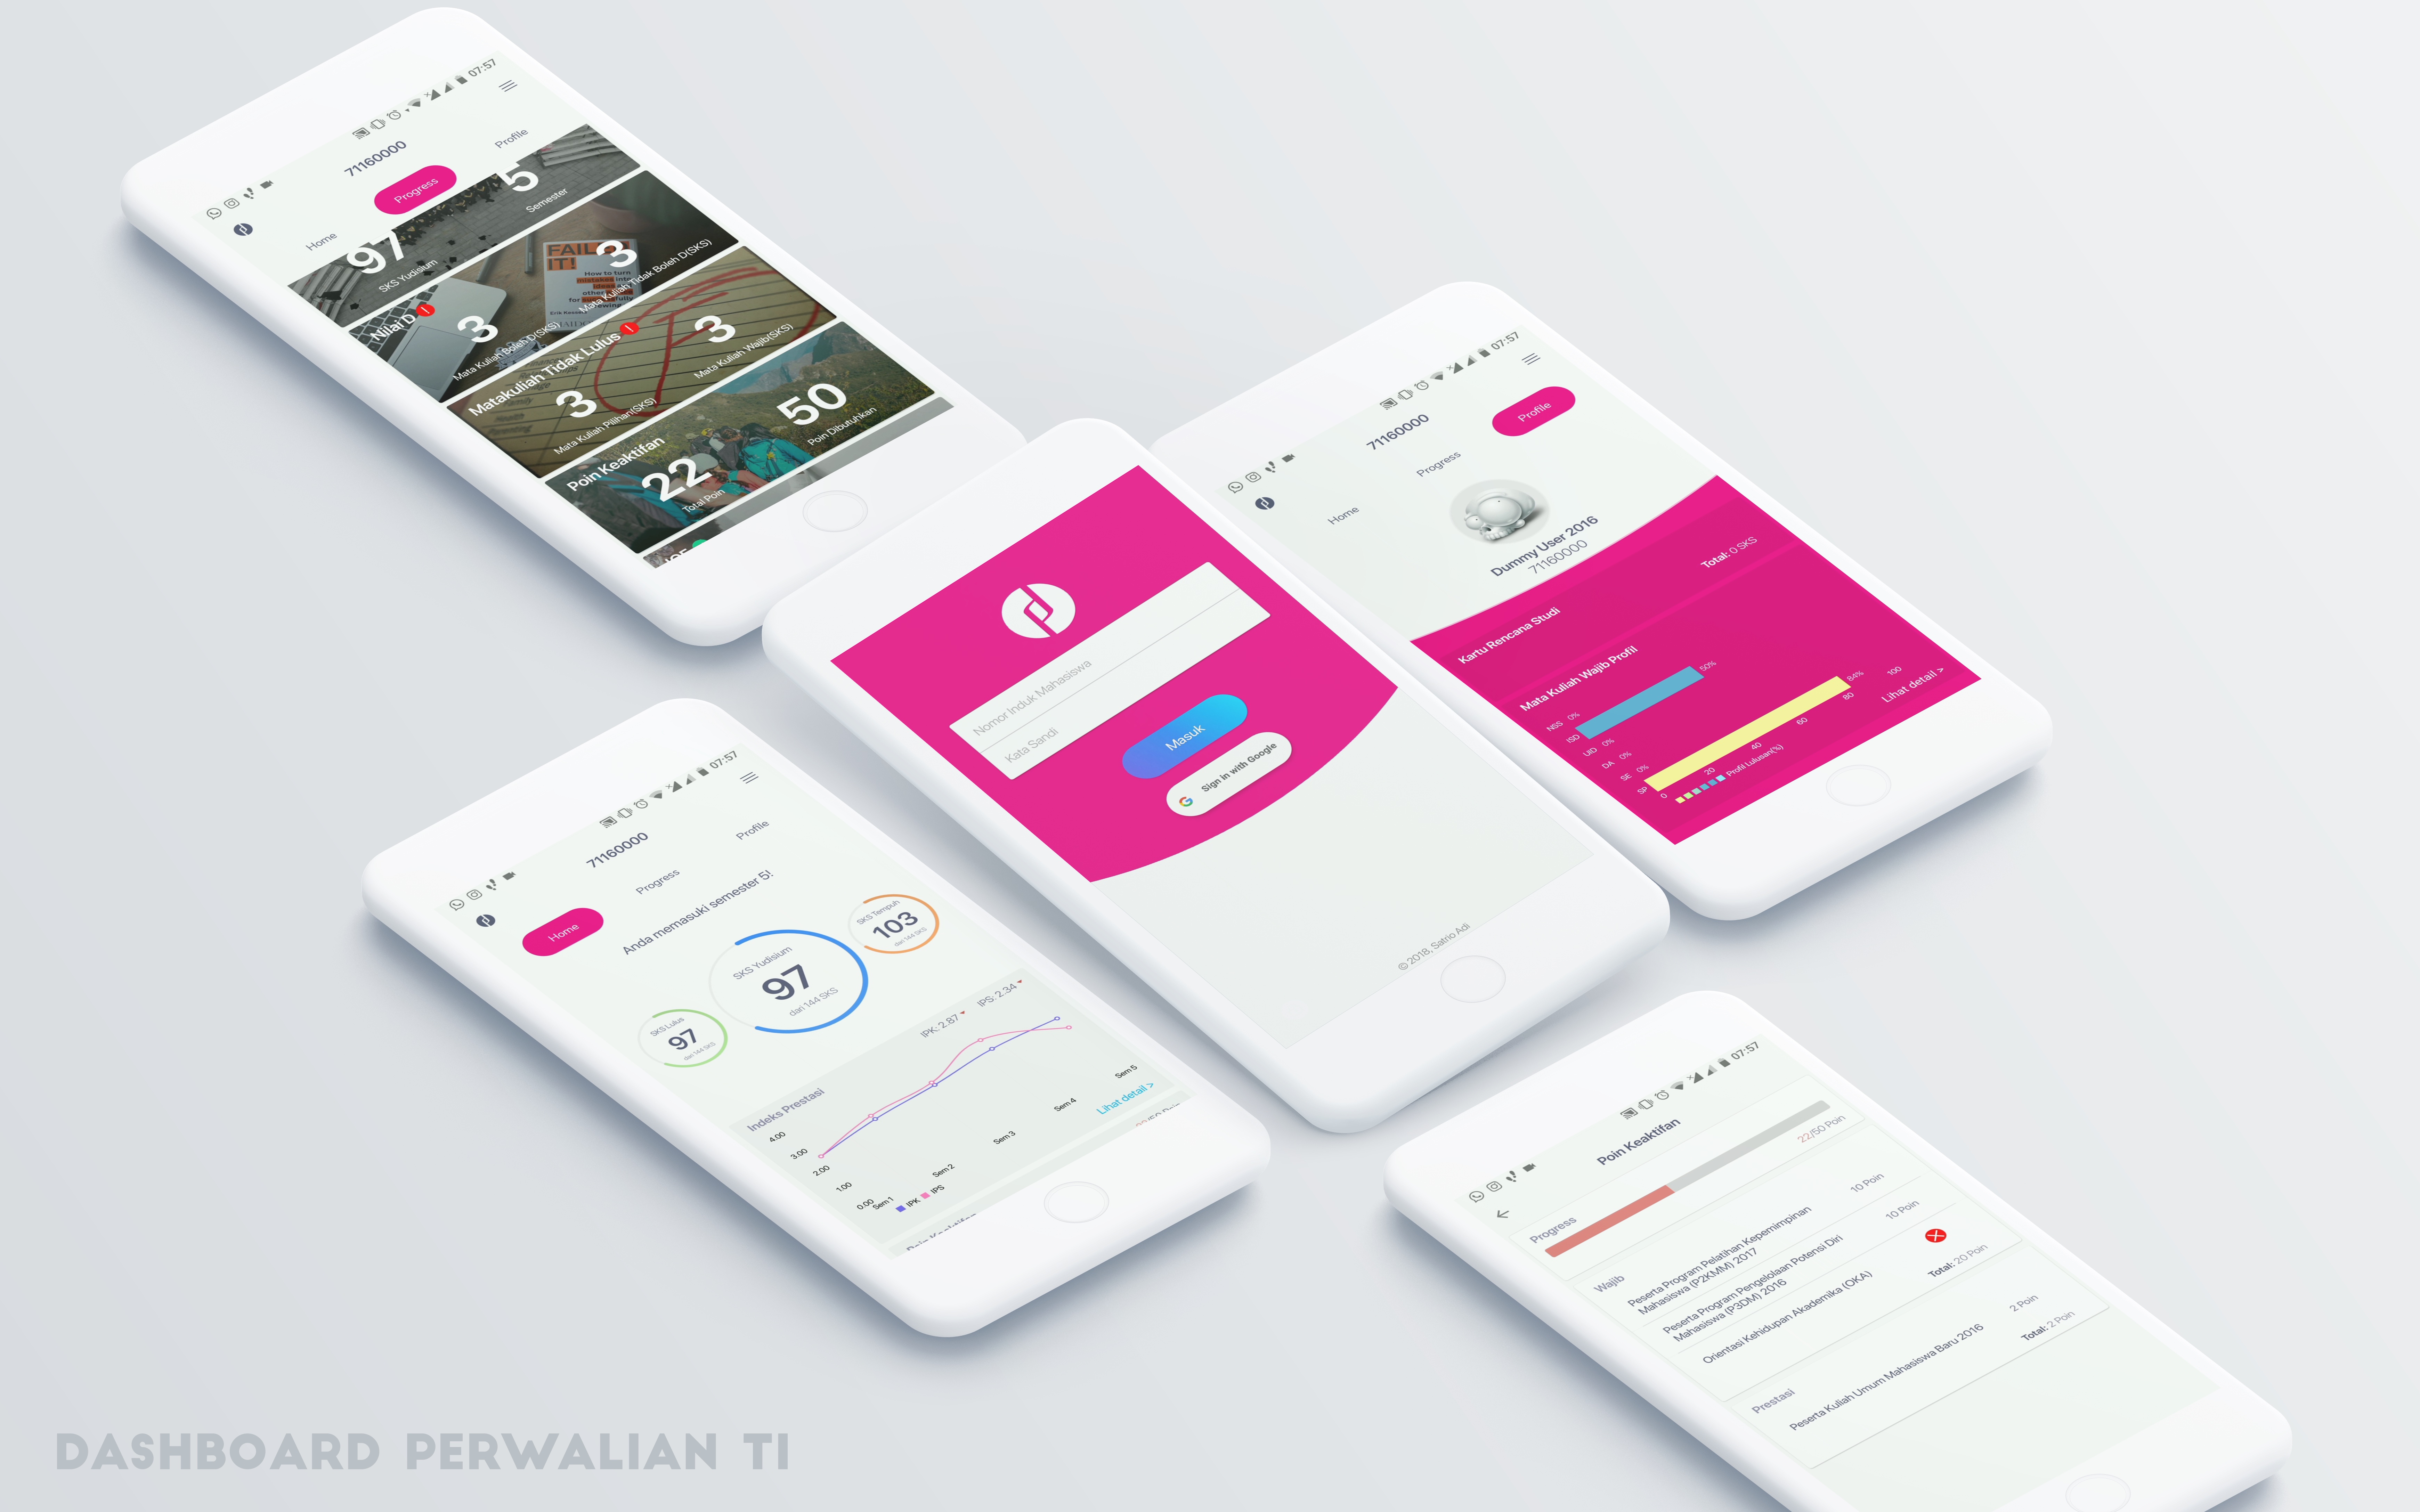 07:57
71160000
Home
Progress
Profile
97
SKS Yudisium
5
Semester
Nilai D
3
Mata Kuliah Boleh D(SKS)
3
Mata Kuliah Tidak Boleh D(SKS)
FAIL
IT!
How to turn
mistakes into
Matakuliah Tidak Lulus
3
Mata Kuliah Pilihan(SKS)
3
Mata Kuliah Wajib(SKS)
Poin Keaktifan
22
Total Poin
50
Poin Dibutuhkan
07:57
71160000
Home
Progress
Profile
Dummy User 2016
71160000
Kartu Rencana Studi
Total: 0 SKS
Mata Kuliah Wajib Profil
NSS 0%
ISD 50%
UID 0%
DA 0%
SE 0%
SP 84%
0 20 40 60 80 100
Profil Lulusan(%)
Lihat detail >
Nomor Induk Mahasiswa
Kata Sandi
Masuk
Sign in with Google
© 2018, Satrio Adi
07:57
71160000
Home
Progress
Profile
Anda memasuki semester 5!
SKS Lulus
97
dari 144 SKS
SKS Yudisium
97
dari 144 SKS
SKS Tempuh
103
dari 144 SKS
Indeks Prestasi
IPK: 2.87
IPS: 2.34
4.00
3.00
2.00
1.00
0.00
Sem 1 Sem 2 Sem 3 Sem 4 Sem 5
IPK IPS
Lihat detail >
07:57
Poin Keaktifan
Progress
22/50 Poin
Wajib
Peserta Program Pelatihan Kepemimpinan
Mahasiswa (P2KMM) 2017
10 Poin
Peserta Program Pengelolaan Potensi Diri
Mahasiswa (P3DM) 2016
10 Poin
Orientasi Kehidupan Akademika (OKA)
Total: 20 Poin
Prestasi
Peserta Kuliah Umum Mahasiswa Baru 2016
2 Poin
Total: 2 Poin
DASHBOARD PERWALIAN TI